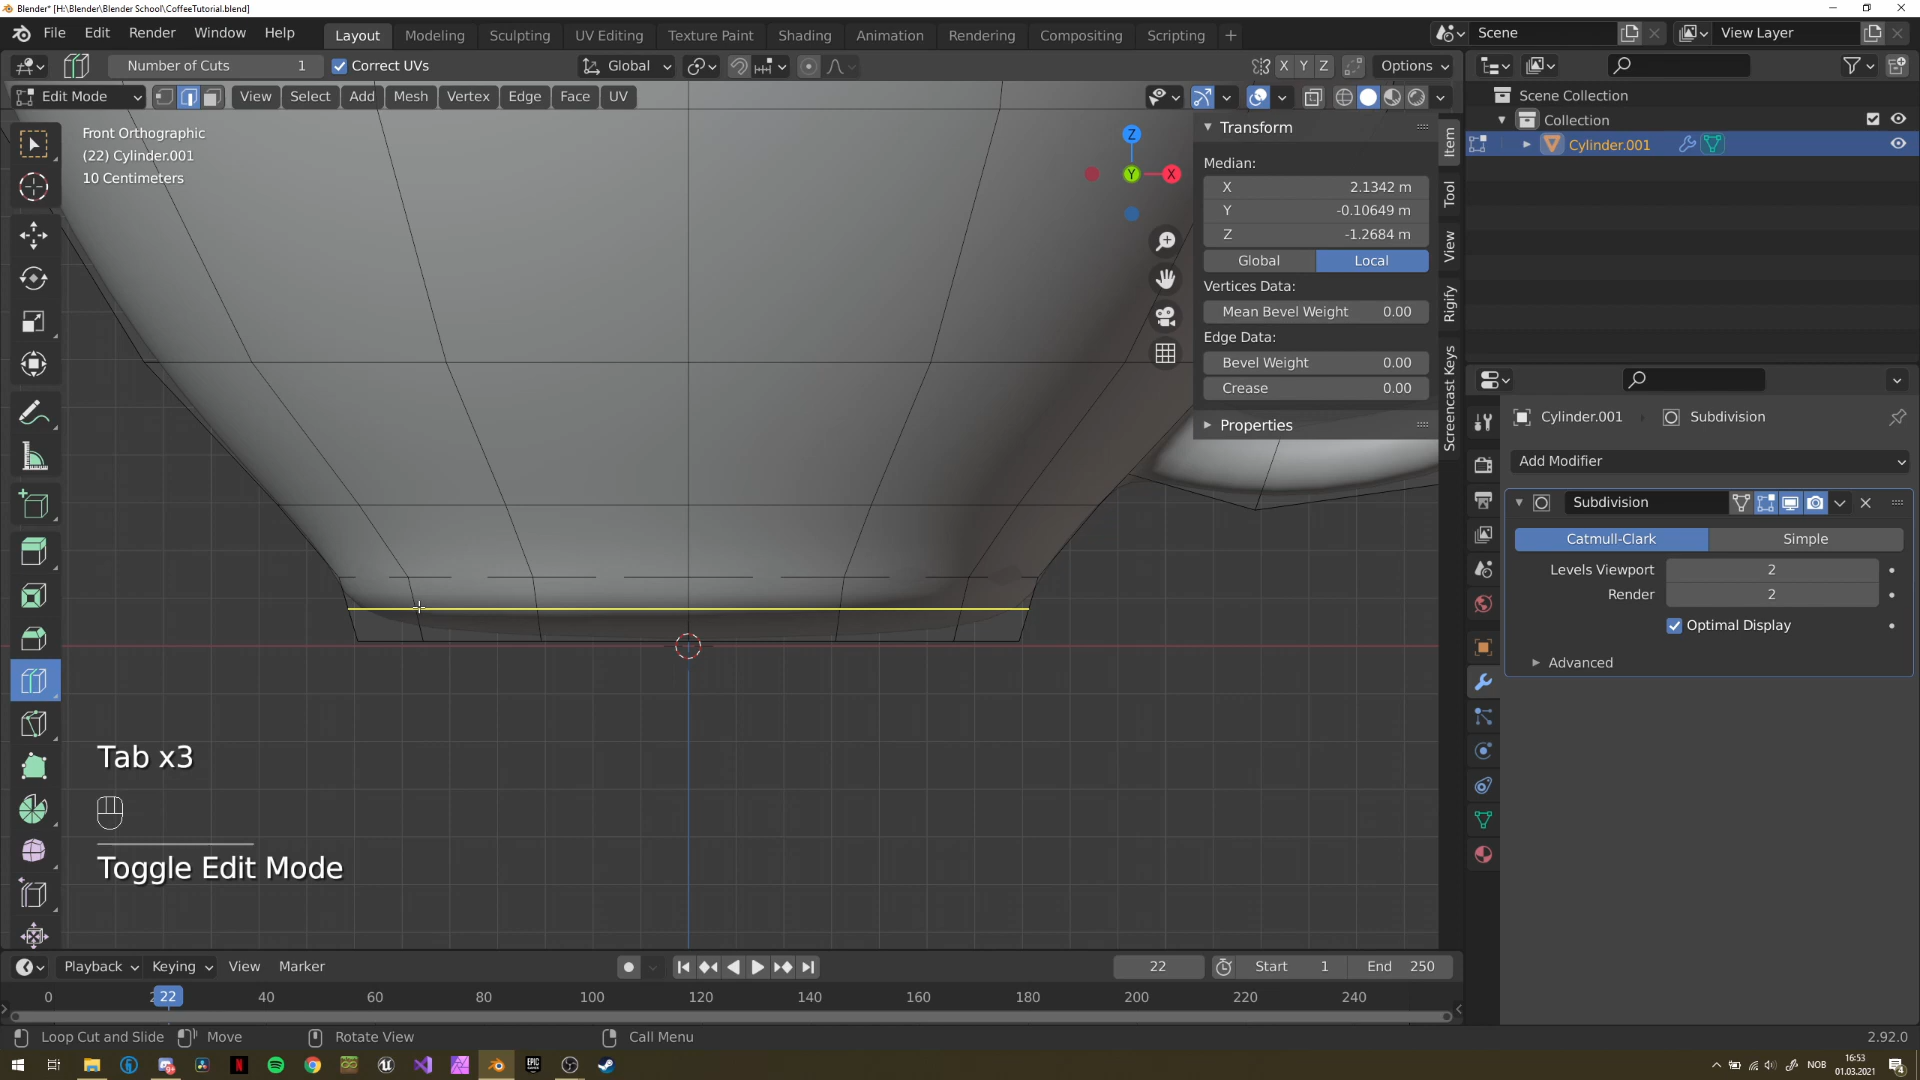 Blender* [H:\Blender\Blender School\CoffeeTutorial.blend]
File Edit Render Window Help Layout Modeling Sculpting UV Editing Texture Paint Shading Animation Rendering Compositing Scripting + Scene View Layer
Number of Cuts 1 Correct UVs Global X Y Z Options
Edit Mode View Select Add Mesh Vertex Edge Face UV
Front Orthographic
(22) Cylinder.001
10 Centimeters
Z
Y X
Transform
Median:
X 2.1342 m
Y -0.10649 m
Z -1.2684 m
Global Local
Vertices Data:
Mean Bevel Weight 0.00
Edge Data:
Bevel Weight 0.00
Crease 0.00
Properties
Item
Tool
View
Rigify
Screencast Keys
Scene Collection
Collection
Cylinder.001
Cylinder.001 Subdivision
Add Modifier
Subdivision
Catmull-Clark Simple
Levels Viewport 2
Render 2
Optimal Display
Advanced
Tab x3
Toggle Edit Mode
Playback Keying View Marker 22 Start 1 End 250
0 22 40 60 80 100 120 140 160 180 200 220 240
Loop Cut and Slide Move Rotate View Call Menu 2.92.0
NOB 16:53
01.03.2021